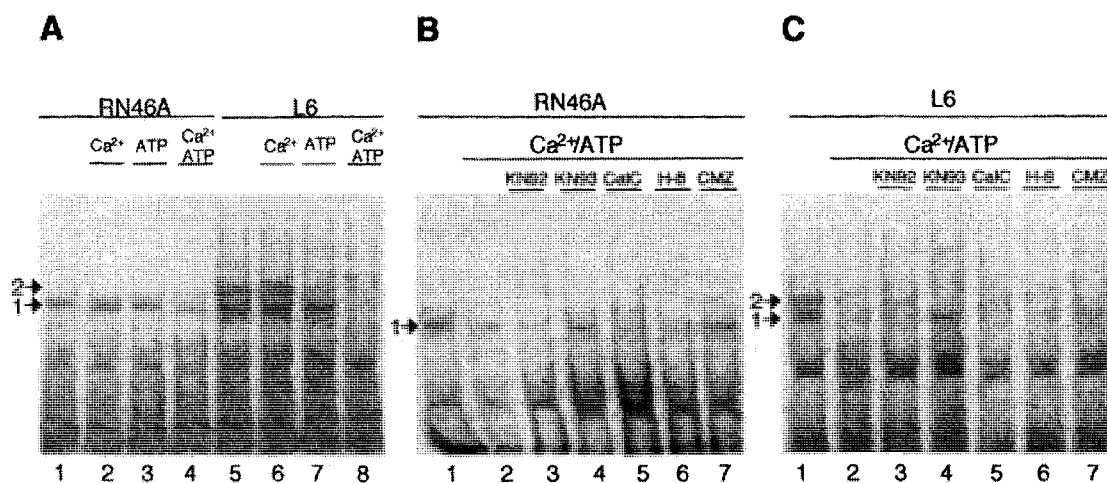 A
RN46A L6
Ca²⁺ ATP Ca²⁺ ATP Ca²⁺ ATP Ca²⁺ ATP
2
1
1 2 3 4 5 6 7 8
B
RN46A
Ca²⁺/ATP
KN92 KN93 CalC H-8 CMZ
1
1 2 3 4 5 6 7
C
L6
Ca²⁺/ATP
KN92 KN93 CalC H-8 CMZ
2
1
1 2 3 4 5 6 7